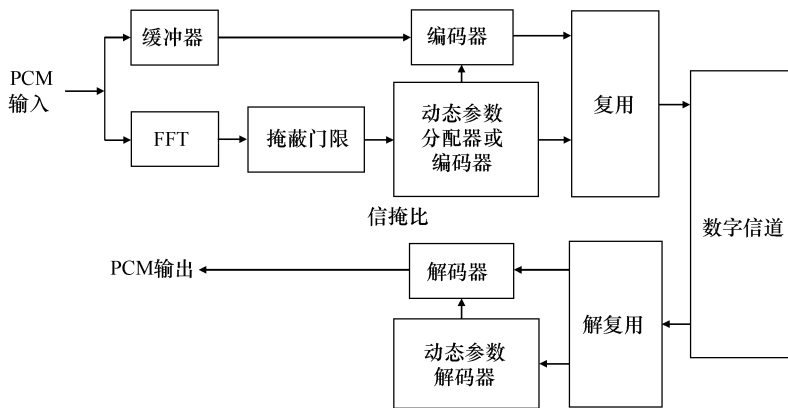 缓冲器
编码器
PCM
输入
FFT
掩蔽门限
动态参数
分配器或
编码器
复用
信掩比
数字信道
PCM输出
解码器
解复用
动态参数
解码器